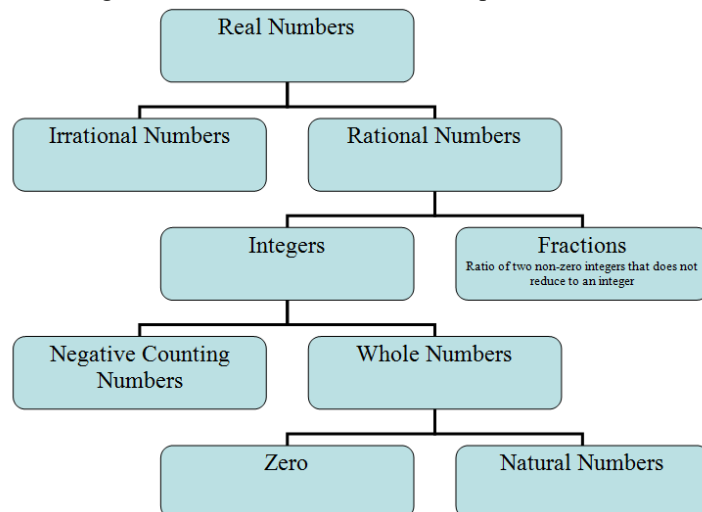 Real Numbers
Irrational Numbers
Rational Numbers
Integers
Fractions
Ratio of two non-zero integers that does not
reduce to an integer
Negative Counting
Numbers
Whole Numbers
Zero
Natural Numbers